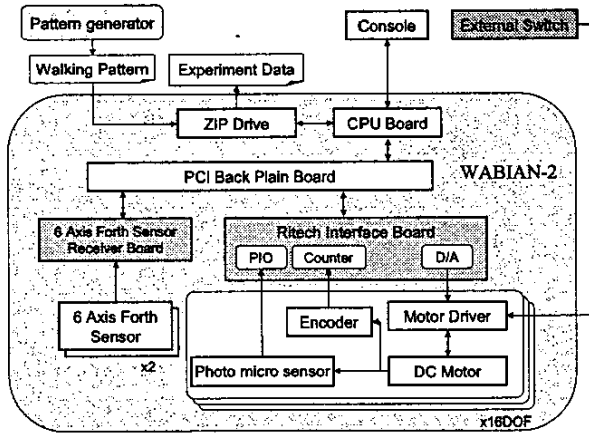 Pattern generator
Console
External Switch
Walking Pattern
Experiment Data
ZIP Drive
CPU Board
PCI Back Plain Board
WABIAN-2
6 Axis Forth Sensor
Receiver Board
Ritech Interface Board
PIO
Counter
D/A
6 Axis Forth
Sensor
x2
Encoder
Motor Driver
Photo micro sensor
DC Motor
x16DOF